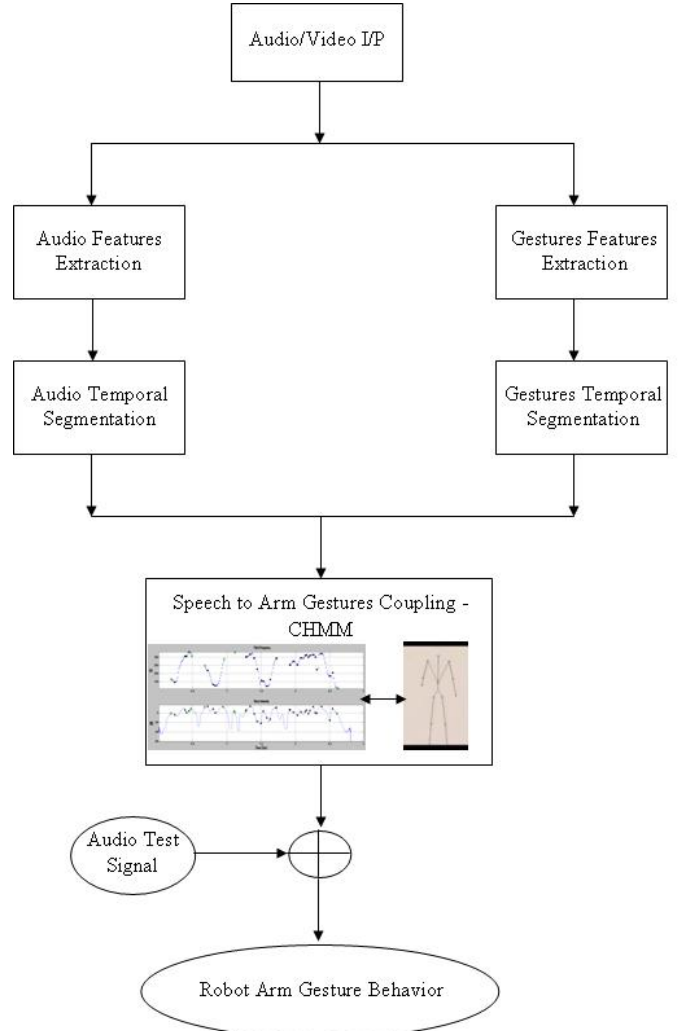 Audio/Video I/P
Audio Features
Extraction
Gestures Features
Extraction
Audio Temporal
Segmentation
Gestures Temporal
Segmentation
Speech to Arm Gestures Coupling -
CHMM
Audio Test
Signal
Robot Arm Gesture Behavior